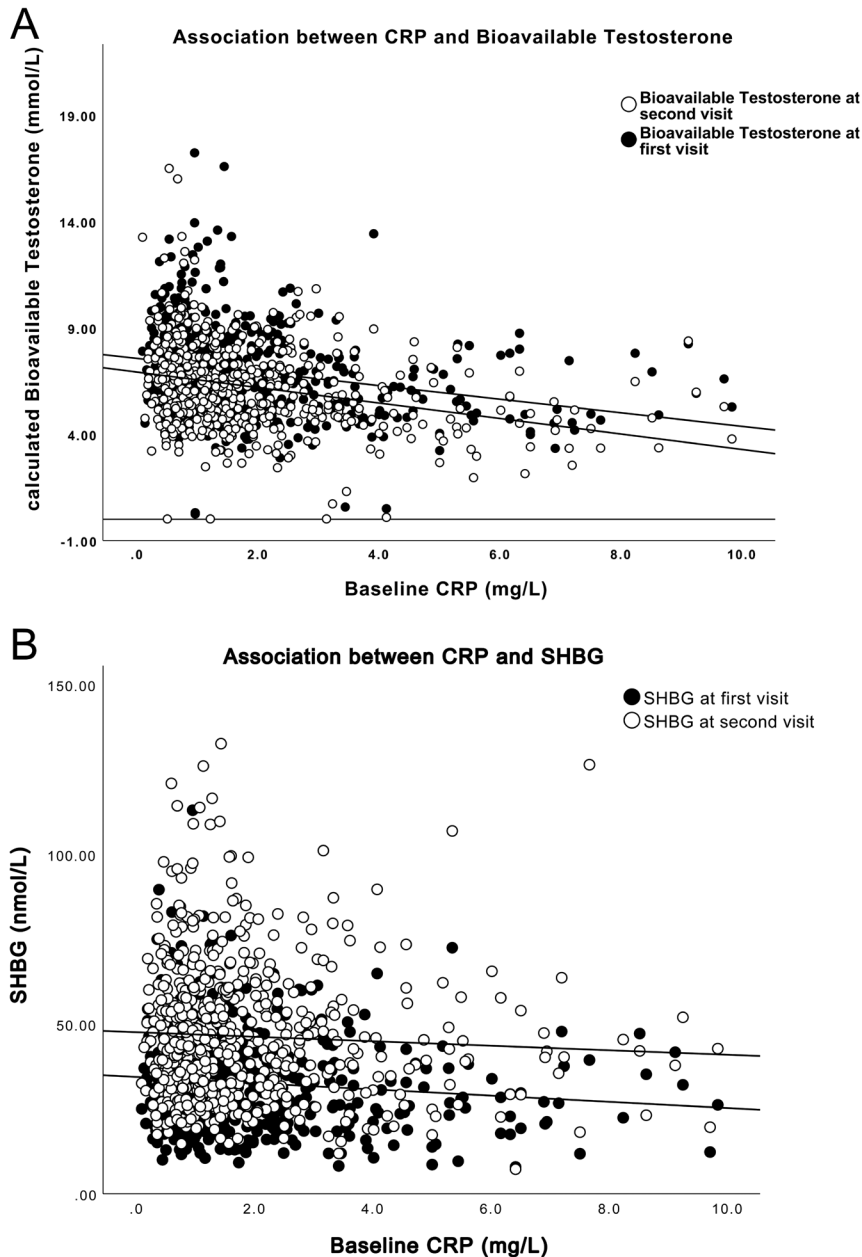 A
Association between CRP and Bioavailable Testosterone
Bioavailable Testosterone at
second visit
Bioavailable Testosterone at
first visit
calculated Bioavailable Testosterone (mmol/L)
19.00
14.00
9.00
4.00
-1.00
.0 2.0 4.0 6.0 8.0 10.0
Baseline CRP (mg/L)
B
Association between CRP and SHBG
SHBG at first visit
SHBG at second visit
SHBG (nmol/L)
150.00
100.00
50.00
.00
.0 2.0 4.0 6.0 8.0 10.0
Baseline CRP (mg/L)